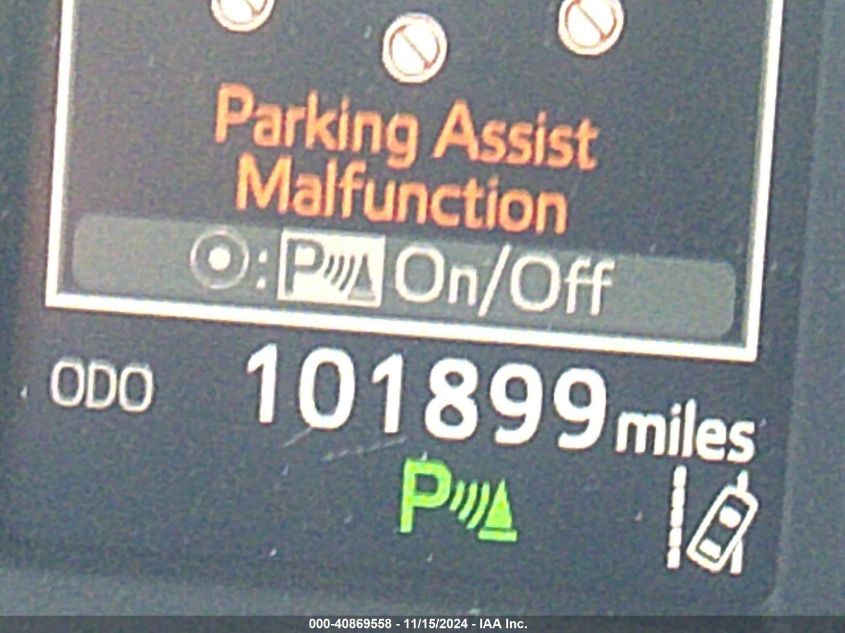 Parking Assist
Malfunction
: P On/Off
ODO 101899 miles
P
000-40869558 - 11/15/2024 - IAA Inc.